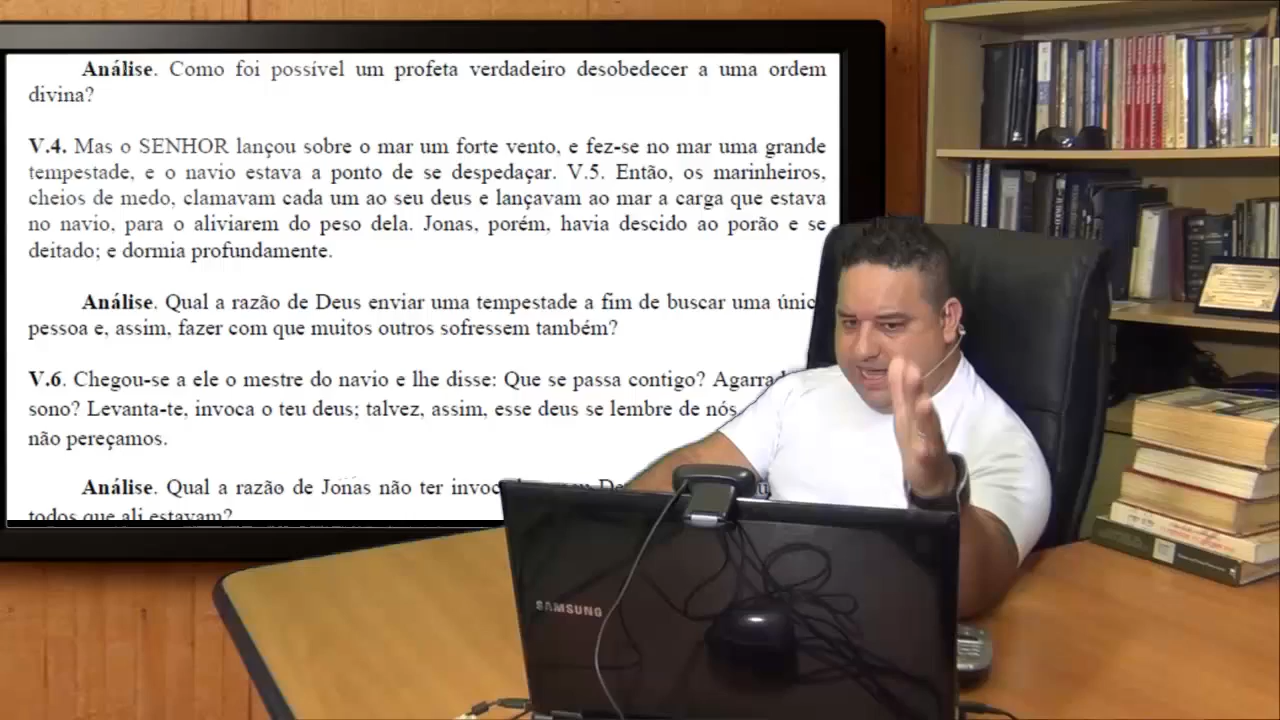 Análise. Como foi possível um profeta verdadeiro desobedecer a uma ordem
divina?
V.4. Mas o SENHOR lançou sobre o mar um forte vento, e fez-se no mar uma grande
tempestade, e o navio estava a ponto de se despedaçar. V.5. Então, os marinheiros,
cheios de medo, clamavam cada um ao seu deus e lançavam ao mar a carga que estava
no navio, para o aliviarem do peso dela. Jonas, porém, havia descido ao porão e se
deitado; e dormia profundamente.
Análise. Qual a razão de Deus enviar uma tempestade a fim de buscar uma
pessoa e, assim, fazer com que muitos outros sofressem também?
V.6. Chegou-se a ele o mestre do navio e lhe disse: Que se passa contigo?
sono? Levanta-te, invoca o teu deus; talvez, assim, esse deus se lembre de nós
não pereçamos.
Análise. Qual a razão de Jonas não ter
todos que ali estavam?
SAMSUNG